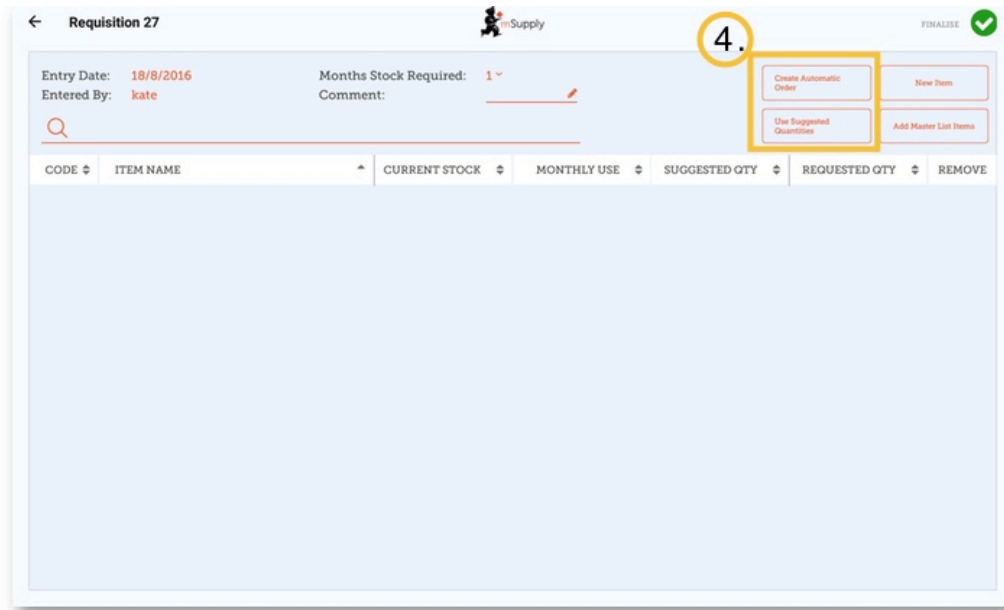 Requisition 27
mSupply
FINALISE
4.
Entry Date: 18/8/2016
Months Stock Required: 1
Entered By: kate
Comment:
Create Automatic
Order
New Item
Use Suggested
Quantities
Add Master List Items
CODE ITEM NAME CURRENT STOCK MONTHLY USE SUGGESTED QTY REQUESTED QTY REMOVE